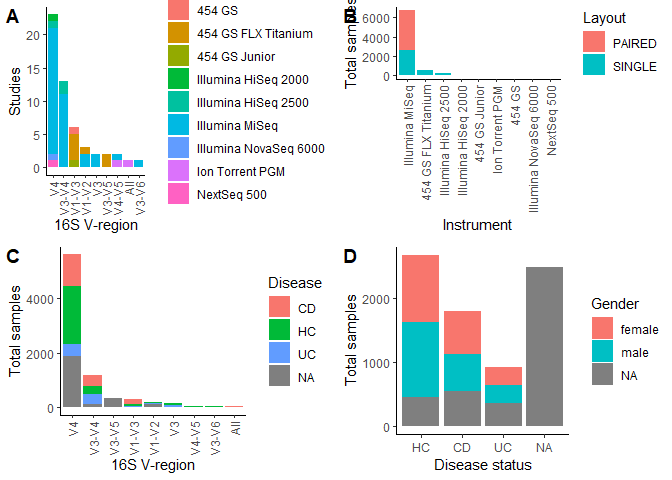 A
Studies
20
15
10
5
0
V4
V3-V4
V1-V3
V1-V2
V3
V3-V5
V4-V5
All
V3-V6
16S V-region
454 GS
454 GS FLX Titanium
454 GS Junior
Illumina HiSeq 2000
Illumina HiSeq 2500
Illumina MiSeq
Illumina NovaSeq 6000
Ion Torrent PGM
NextSeq 500
B
Total samples
6000
4000
2000
0
Illumina MiSeq
454 GS FLX Titanium
Illumina HiSeq 2500
Illumina HiSeq 2000
454 GS Junior
Ion Torrent PGM
454 GS
Illumina NovaSeq 6000
NextSeq 500
Instrument
Layout
PAIRED
SINGLE
C
Total samples
4000
2000
0
V4
V3-V4
V3-V5
V1-V3
V1-V2
V3
V4-V5
V3-V6
All
16S V-region
Disease
CD
HC
UC
NA
D
Total samples
2000
1000
0
HC
CD
UC
NA
Disease status
Gender
female
male
NA